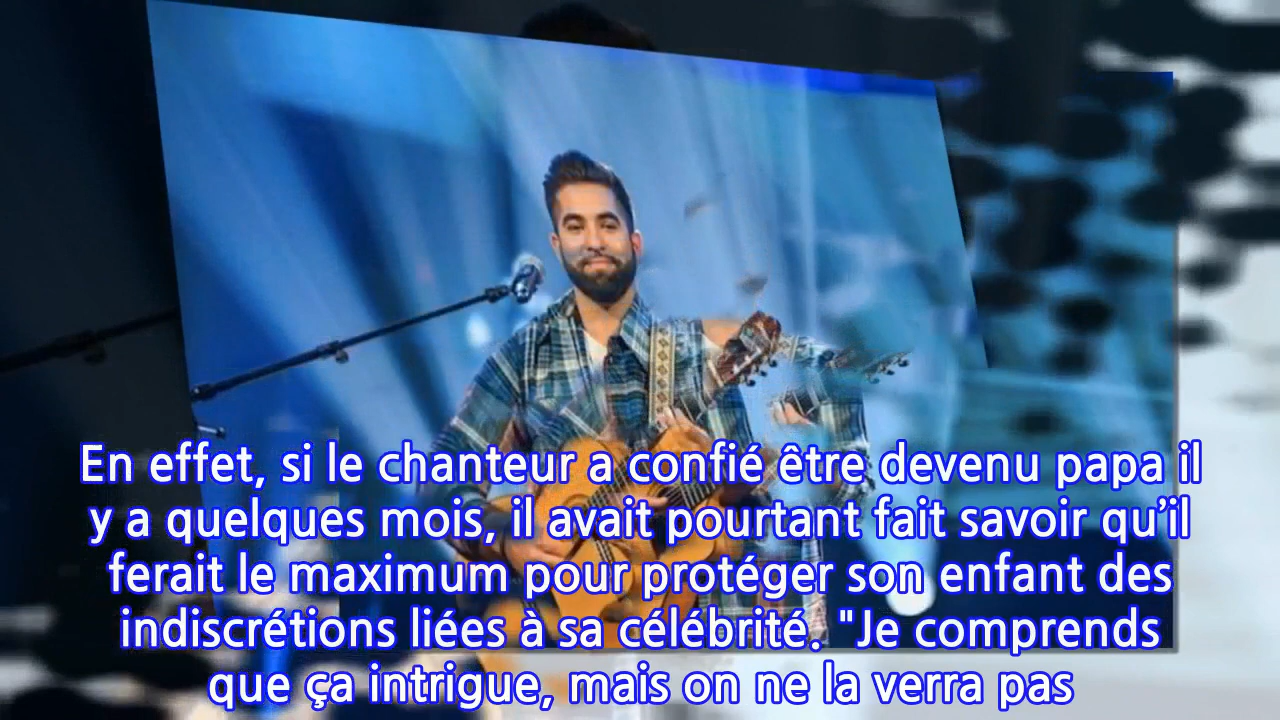 En effet, si le chanteur a confié être devenu papa il
y a quelques mois, il avait pourtant fait savoir qu’il
ferait le maximum pour protéger son enfant des
indiscrétions liées à sa célébrité. "Je comprends
que ça intrigue, mais on ne la verra pas